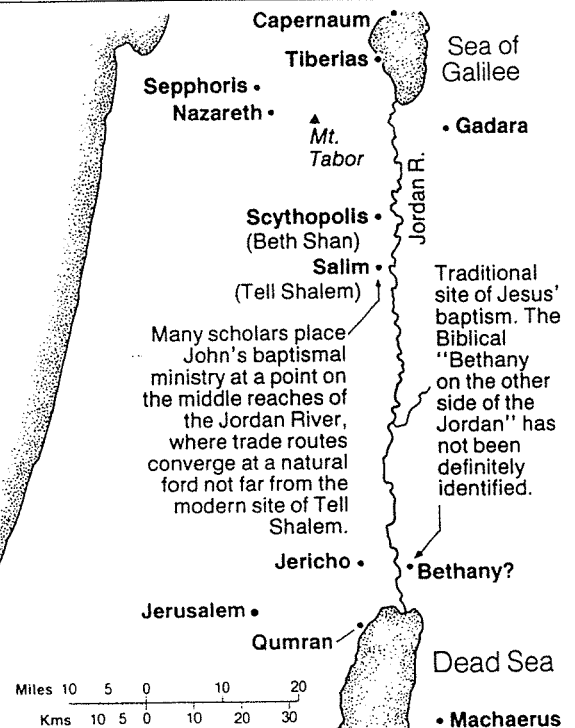 Capernaum
Sea of
Galilee
Tiberias
Sepphoris
Nazareth
Mt.
Tabor
Gadara
Jordan R.
Scythopolis
(Beth Shan)
Salim
(Tell Shalem)
Many scholars place
John's baptismal
ministry at a point on
the middle reaches of
the Jordan River,
where trade routes
converge at a natural
ford not far from the
modern site of Tell
Shalem.
Traditional
site of Jesus'
baptism. The
Biblical
"Bethany
on the other
side of the
Jordan" has
not been
definitely
identified.
Jericho
Bethany?
Jerusalem
Qumran
Dead Sea
Machaerus
Miles 10 5 0 10 20
Kms 10 5 0 10 20 30